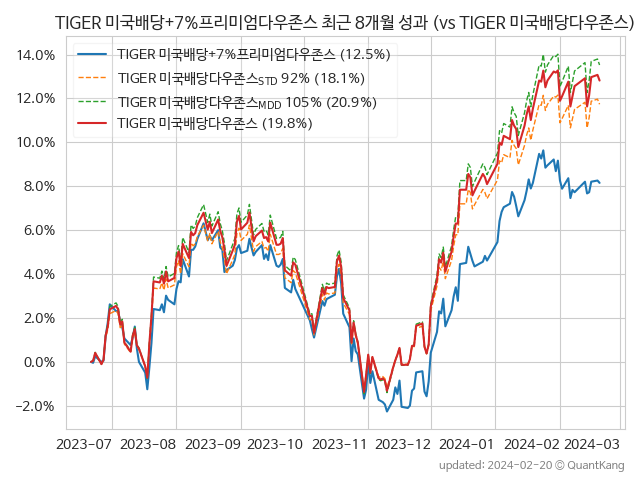 TIGER 미국배당+7%프리미엄다우존스 최근 8개월 성과 (vs TIGER 미국배당다우존스)
TIGER 미국배당+7%프리미엄다우존스 (12.5%)
TIGER 미국배당다우존스STD 92% (18.1%)
TIGER 미국배당다우존스MDD 105% (20.9%)
TIGER 미국배당다우존스 (19.8%)
14.0%
12.0%
10.0%
8.0%
6.0%
4.0%
2.0%
0.0%
−2.0%
2023-07 2023-08 2023-09 2023-10 2023-11 2023-12 2024-01 2024-02 2024-03
updated: 2024-02-20 © QuantKang